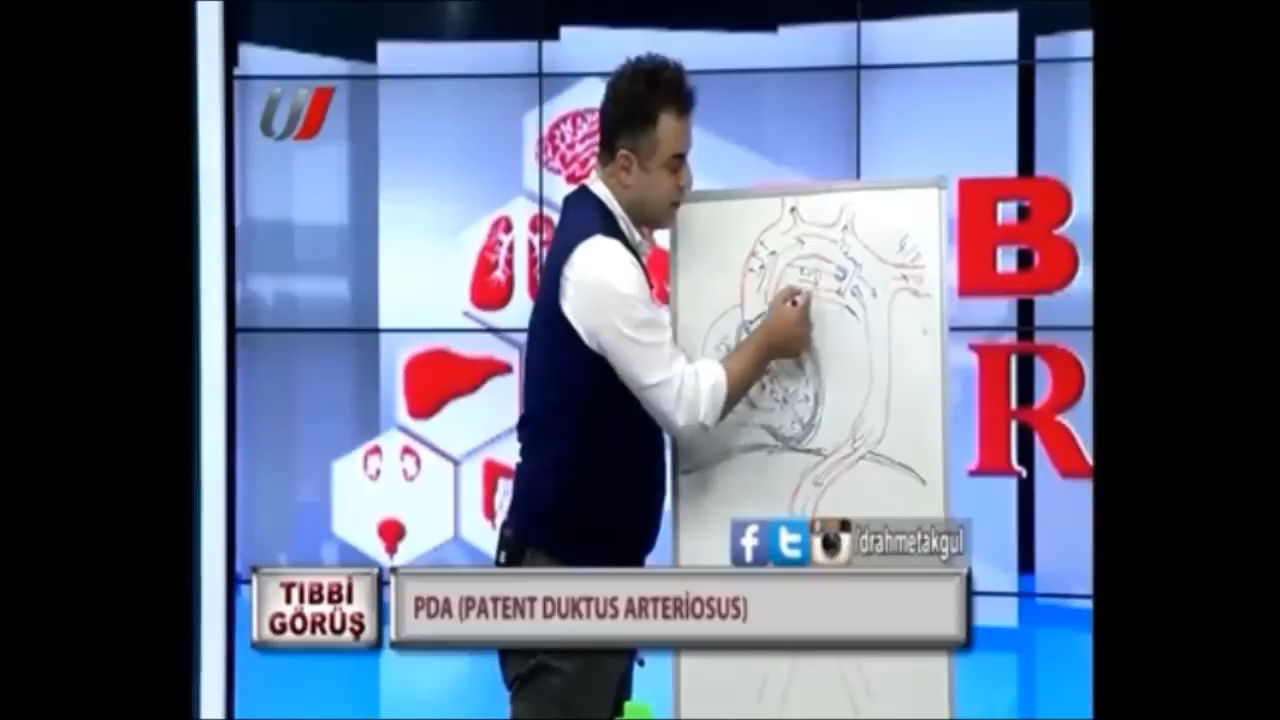 B
R
/drahmetakgul
TIBBİ
GÖRÜŞ
PDA (PATENT DUKTUS ARTERİOSUS)